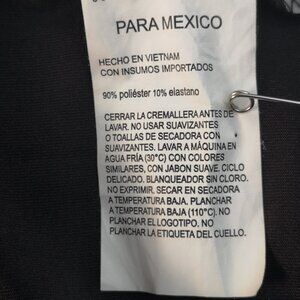 PARA MEXICO
HECHO EN VIETNAM
CON INSUMOS IMPORTADOS
90% poliéster 10% elastano
CERRAR LA CREMALLERA ANTES DE
LAVAR. NO USAR SUAVIZANTES
O TOALLAS DE SECADORA CON
SUAVIZANTES. LAVAR A MÁQUINA EN
AGUA FRÍA (30°C) CON COLORES
SIMILARES, CON JABON SUAVE. CICLO
DELICADO. BLANQUEADOR SIN CLORO.
NO EXPRIMIR. SECAR EN SECADORA
A TEMPERATURA BAJA. PLANCHAR
A TEMPERATURA BAJA (110°C). NO
PLANCHAR EL LOGOTIPO. NO
PLANCHAR LA ETIQUETA DEL CUELLO.